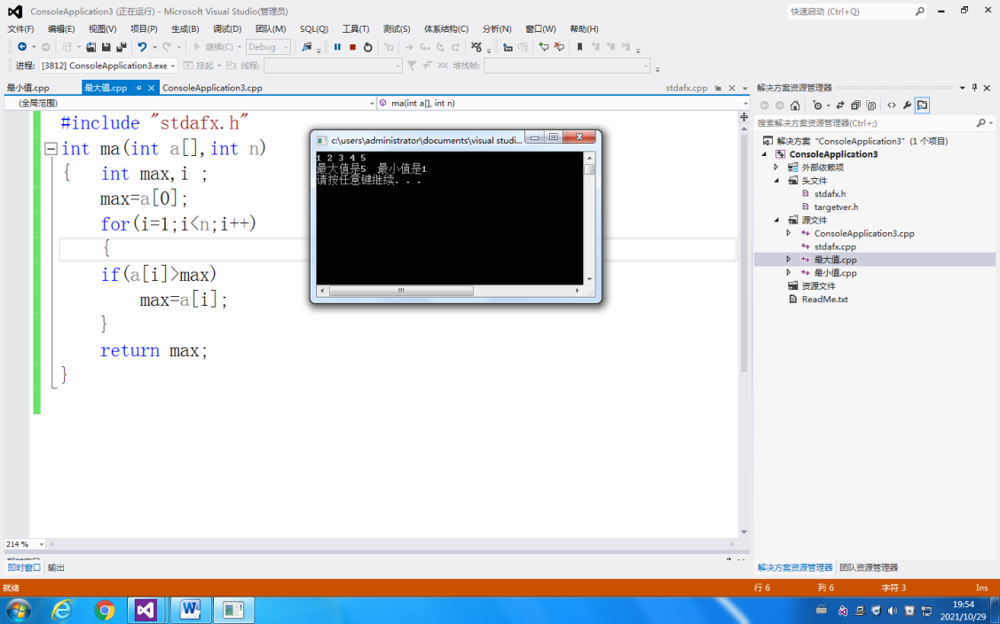 ConsoleApplication3 (正在运行) - Microsoft Visual Studio(管理员)
快速启动 (Ctrl+Q)
文件(F) 编辑(E) 视图(V) 项目(P) 生成(B) 调试(D) 团队(M) SQL(Q) 工具(T) 测试(S) 体系结构(C) 分析(N) 窗口(W) 帮助(H)
继续(C) Debug
进程: [3812] ConsoleApplication3.exe 挂起 线程: 堆栈帧:
最小值.cpp 最大值.cpp ConsoleApplication3.cpp stdafx.cpp
(全局范围) ma(int a[], int n)
#include "stdafx.h"
int ma(int a[],int n)
{ int max,i ;
max=a[0];
for(i=1;i<n;i++)
{
if(a[i]>max)
max=a[i];
}
return max;
}
c:\users\administrator\documents\visual studi...
1 2 3 4 5
最大值是5 最小值是1
请按任意键继续. . .
解决方案资源管理器
搜索解决方案资源管理器(Ctrl+;)
解决方案"ConsoleApplication3"(1 个项目)
ConsoleApplication3
外部依赖项
头文件
stdafx.h
targetver.h
源文件
ConsoleApplication3.cpp
stdafx.cpp
最大值.cpp
最小值.cpp
资源文件
ReadMe.txt
214 %
即时窗口 输出
解决方案资源管理器 团队资源管理器
就绪 行 6 列 6 字符 3 Ins
19:54
2021/10/29